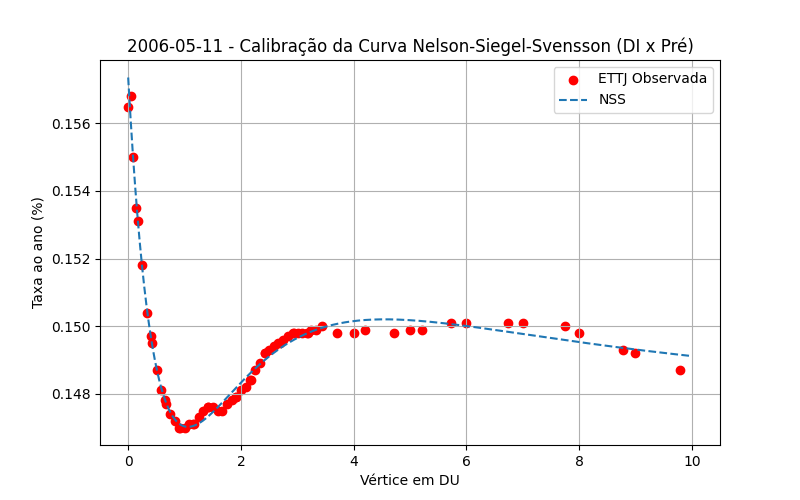 2006-05-11 - Calibração da Curva Nelson-Siegel-Svensson (DI x Pré)
ETTJ Observada
NSS
0.156
0.154
0.152
0.150
0.148
Taxa ao ano (%)
0 2 4 6 8 10
Vértice em DU